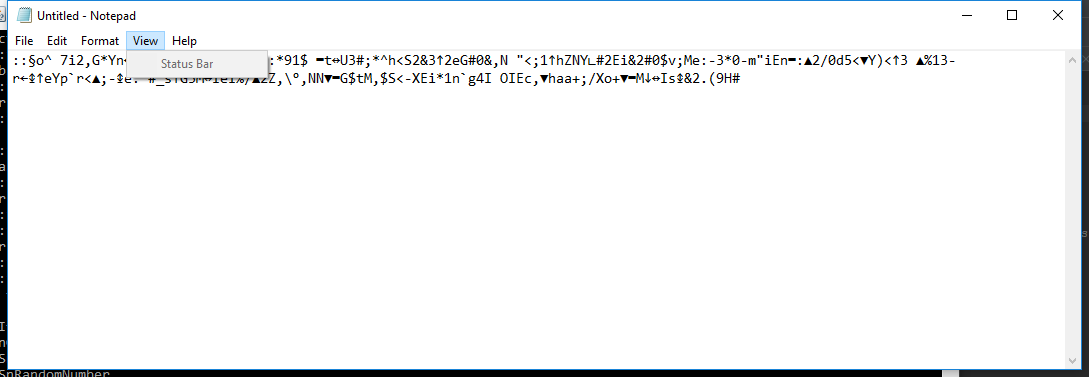 Untitled - Notepad
File Edit Format View Help
Status Bar
::§o^ 7i2,G*Yn :*91$ ▬t↔U3#;*^h<S2&3↑2eG#0&,N "<;1↑hZNY∟#2Ei&2#0$v;Me:-3*0-m"iEn▬:▲2/0d5<▼Y)<↑3 ▲%13-
r←↨↑eYp`r<▲;-↨e. 2Z,\°,NN▼▬G$tM,$S<-XEi*1n`g4I OIEc,▼haa+;/Xo+▼▬M↓↔Is↨&2.(9H#
SnRandomNumber